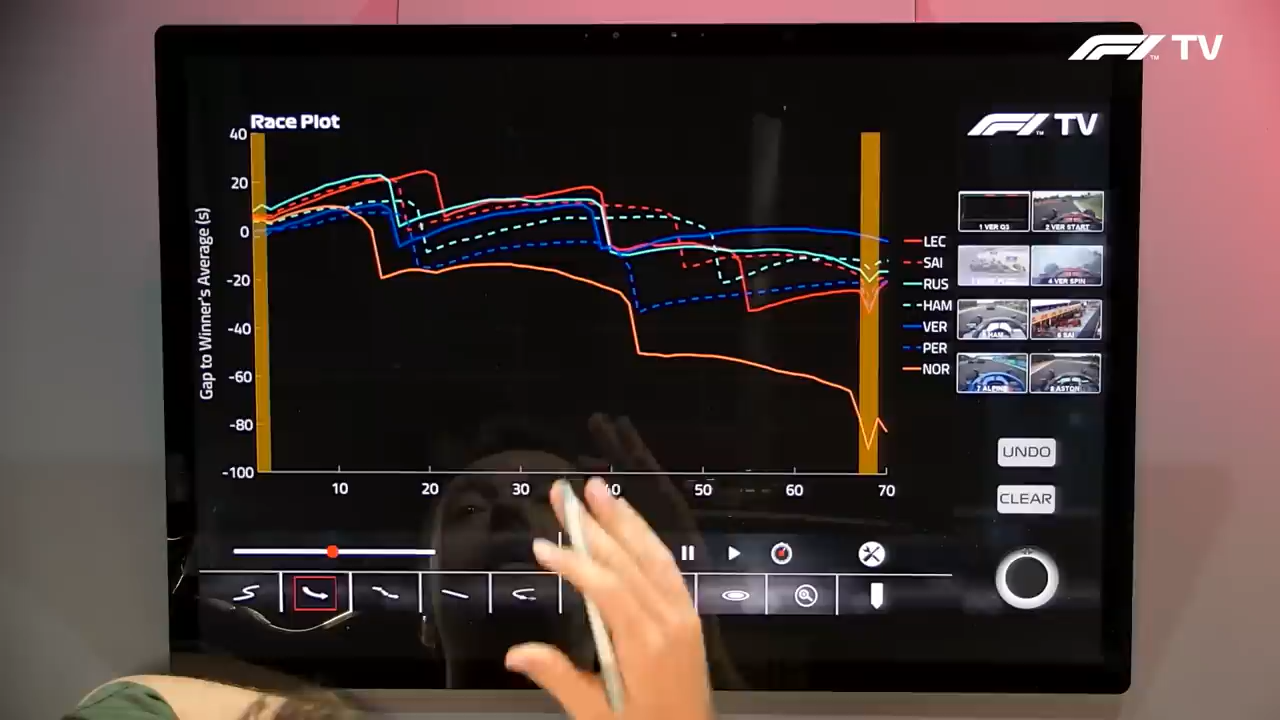 F1 TV
Race Plot
F1 TV
Gap to Winner's Average (s)
40
20
0
-20
-40
-60
-80
-100
10
20
30
50
60
70
LEC
SAI
RUS
HAM
VER
PER
NOR
1 VER Q3
2 VER START
4 VER SPIN
HAM
6 SAI
7 ALPINE
8 ASTON
UNDO
CLEAR